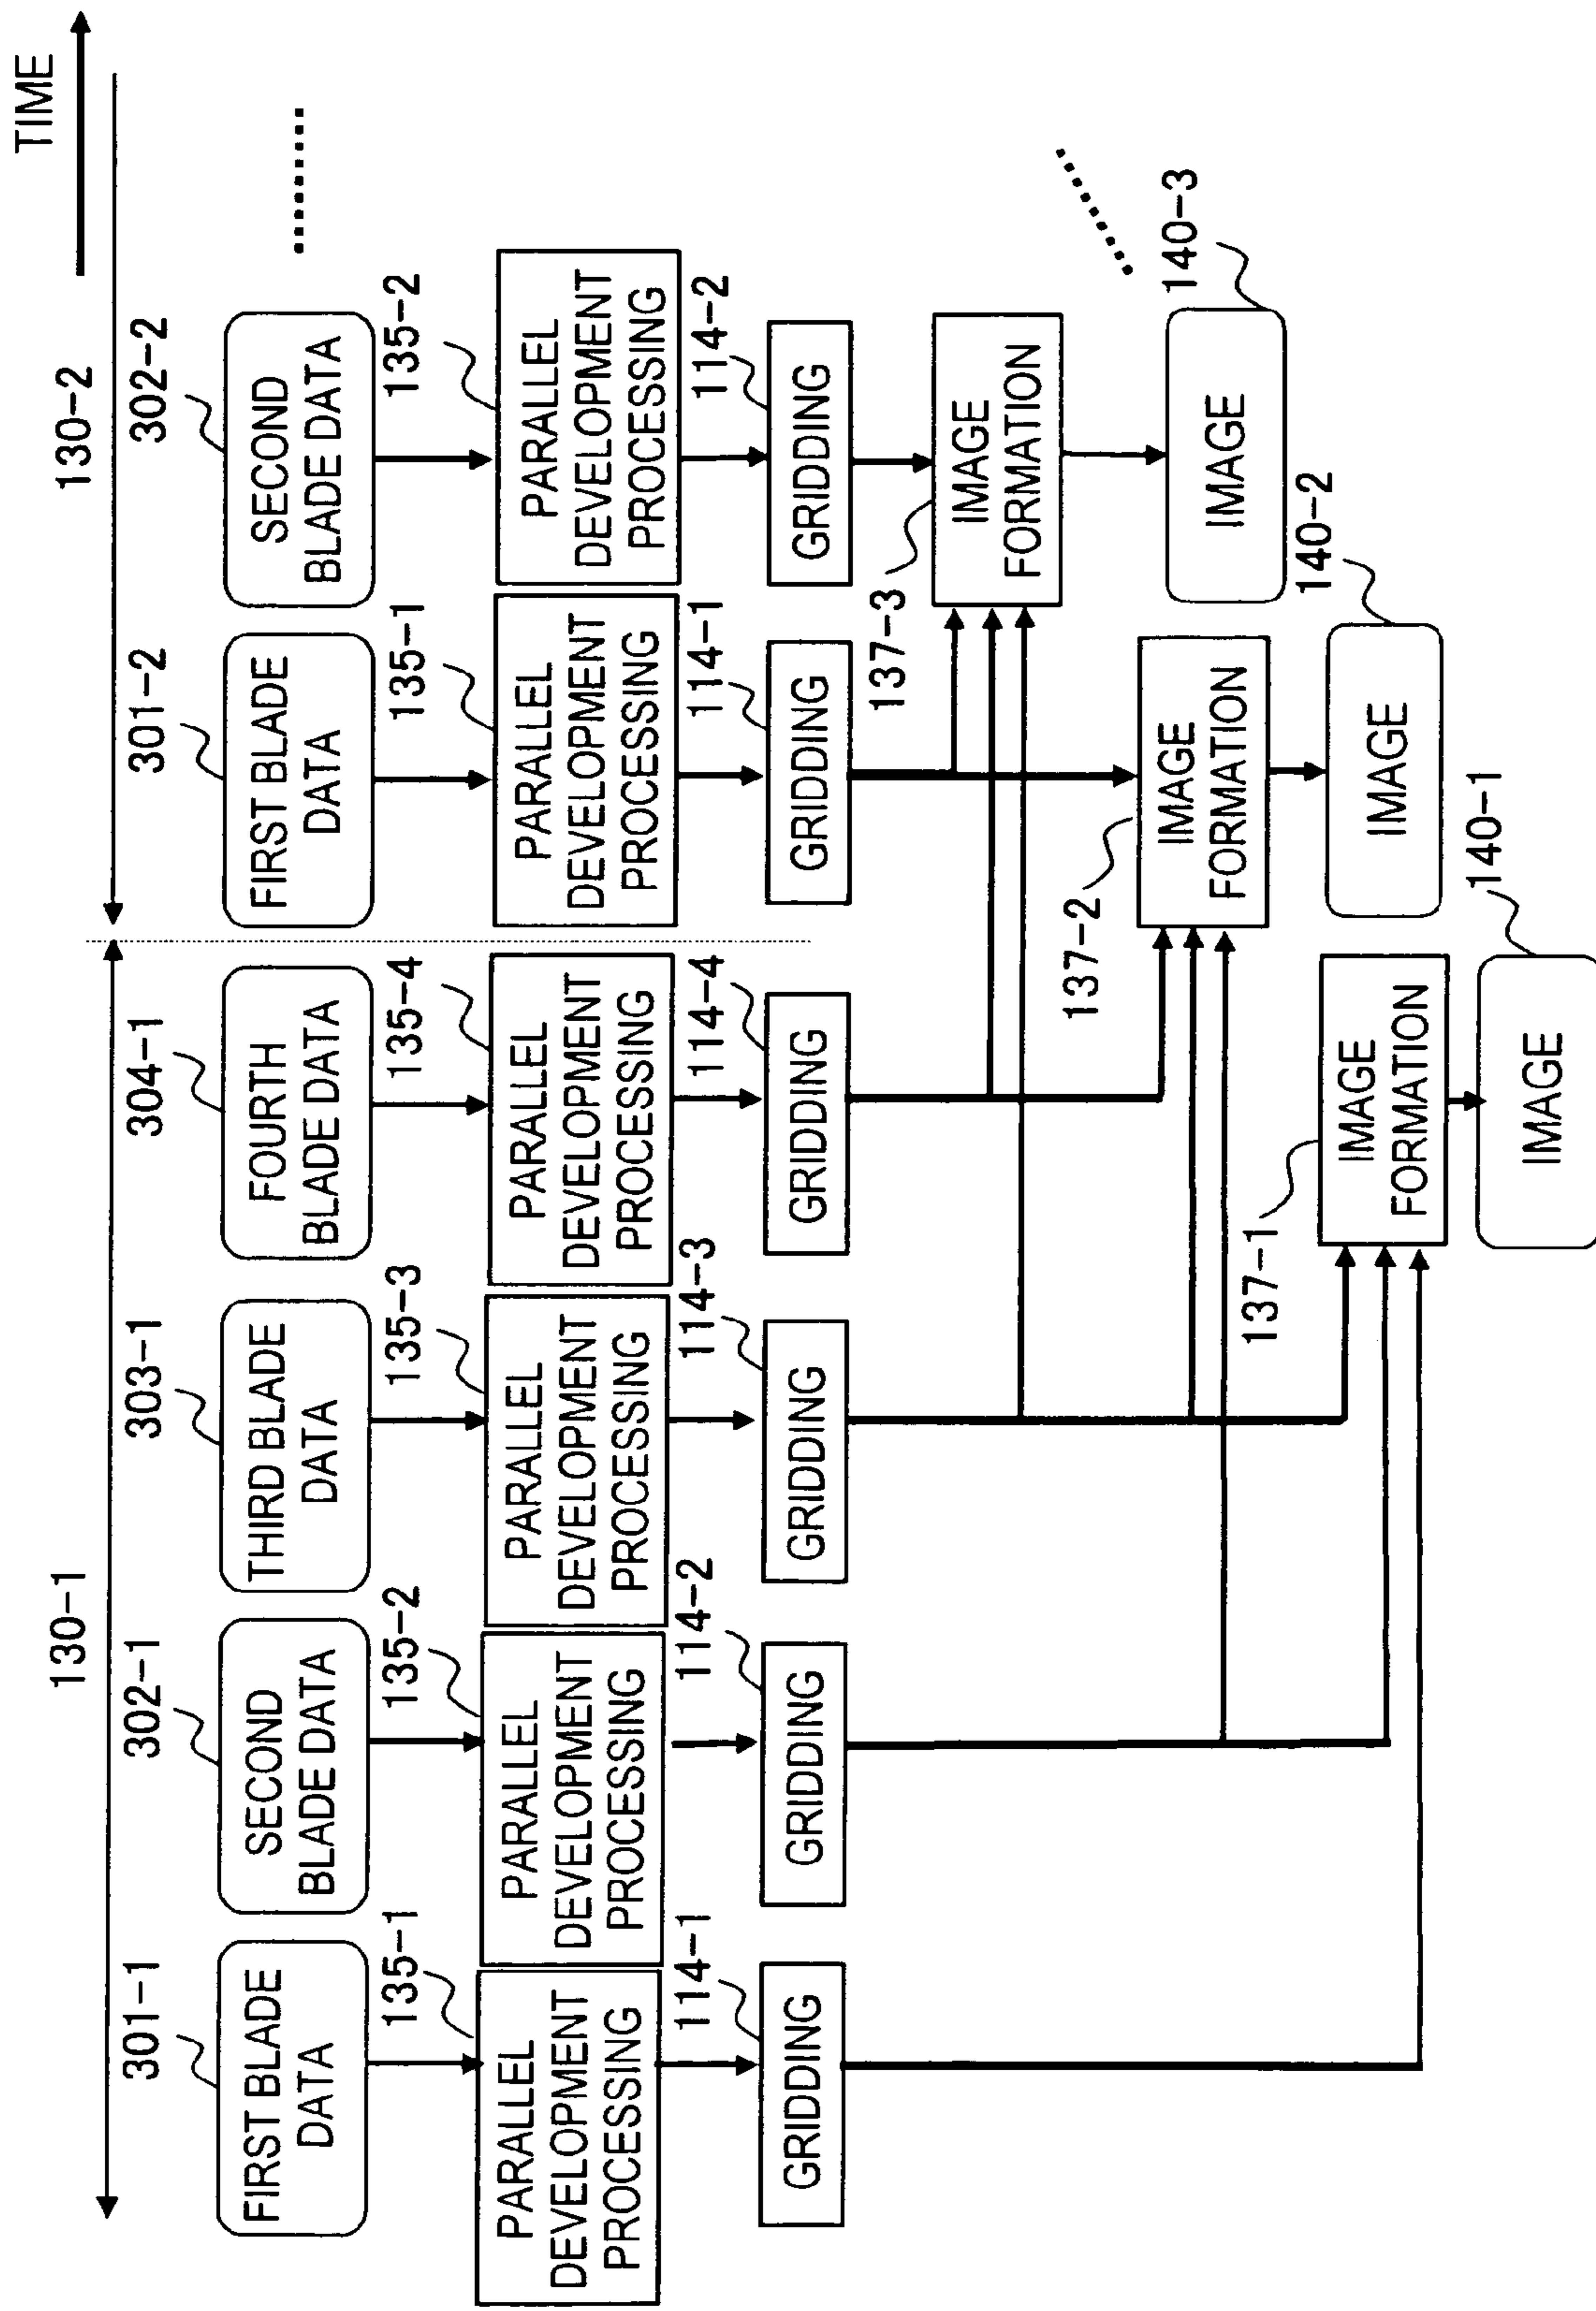 TIME
130-1
130-2
301-1
302-1
303-1
304-1
301-2
302-2
FIRST BLADE
DATA
SECOND
BLADE DATA
THIRD BLADE
DATA
FOURTH
BLADE DATA
FIRST BLADE
DATA
SECOND
BLADE DATA
135-1
135-2
135-3
135-4
135-1
135-2
PARALLEL
DEVELOPMENT
PROCESSING
PARALLEL
DEVELOPMENT
PROCESSING
PARALLEL
DEVELOPMENT
PROCESSING
PARALLEL
DEVELOPMENT
PROCESSING
PARALLEL
DEVELOPMENT
PROCESSING
PARALLEL
DEVELOPMENT
PROCESSING
114-1
114-2
114-3
114-4
114-1
114-2
GRIDDING
GRIDDING
GRIDDING
GRIDDING
GRIDDING
GRIDDING
137-3
IMAGE
FORMATION
140-3
IMAGE
137-2
IMAGE
FORMATION
140-2
IMAGE
137-1
IMAGE
FORMATION
140-1
IMAGE